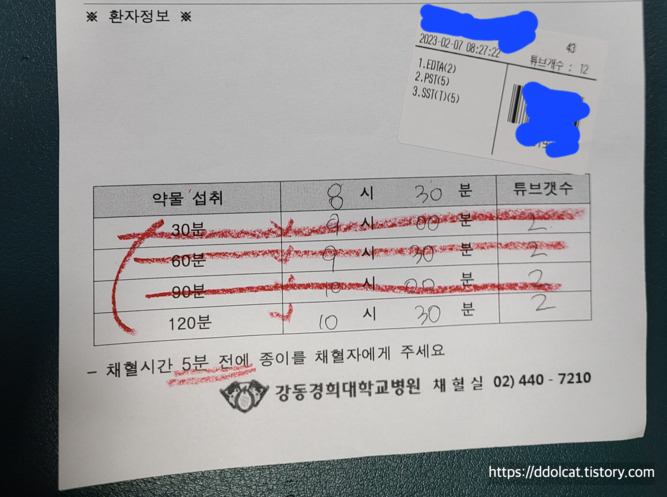 ※ 환자정보 ※
2023-02-07 08:27:22
43
튜브개수 : 12
1.EDTA(2)
2.PST(5)
3.SST(T)(5)
약물 섭취 8 시 30 분 튜브갯수
30분 9 시 00 분 2
60분 9 시 30 분 2
90분 10 시 00 분 2
120분 10 시 30 분 2
- 채혈시간 5분 전에 종이를 채혈자에게 주세요
강동경희대학교병원 채혈실 02) 440 - 7210
https://ddolcat.tistory.com